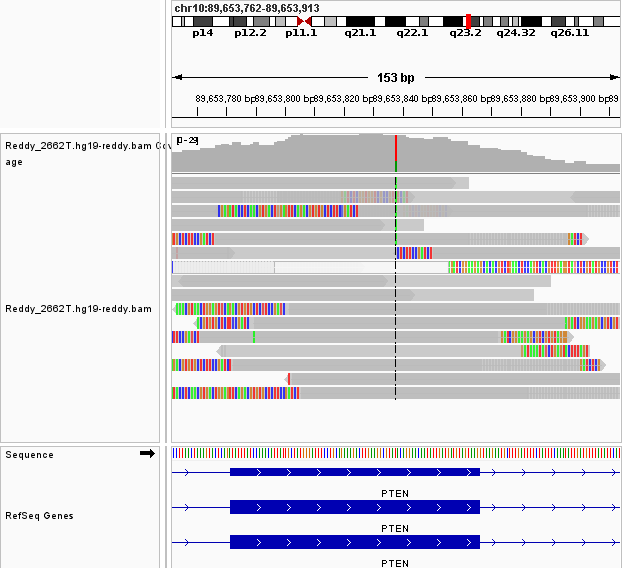 chr10:89,653,762-89,653,913
p14 p12.2 p11.1 q21.1 q22.1 q23.2 q24.32 q26.11
153 bp
89,653,780 bp 89,653,800 bp 89,653,820 bp 89,653,840 bp 89,653,860 bp 89,653,880 bp 89,653,900 bp 89
Reddy_2662T.hg19-reddy.bam Cov
age
[0-29]
Reddy_2662T.hg19-reddy.bam
Sequence
PTEN
RefSeq Genes
PTEN
PTEN